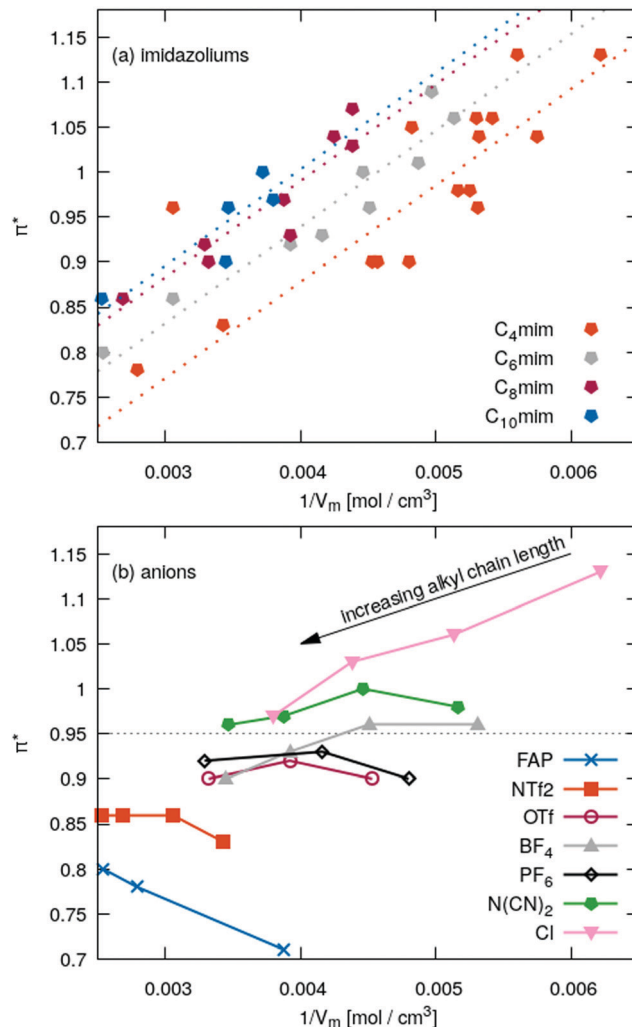 (a) imidazoliums
1.15
1.1
1.05
1
0.95
0.9
0.85
0.8
0.75
0.7
π*
C₄mim
C₆mim
C₈mim
C₁₀mim
0.003 0.004 0.005 0.006
1/Vₘ [mol / cm³]
(b) anions
increasing alkyl chain length
1.15
1.1
1.05
1
0.95
0.9
0.85
0.8
0.75
0.7
π*
FAP
NTf2
OTf
BF₄
PF₆
N(CN)₂
Cl
0.003 0.004 0.005 0.006
1/Vₘ [mol / cm³]